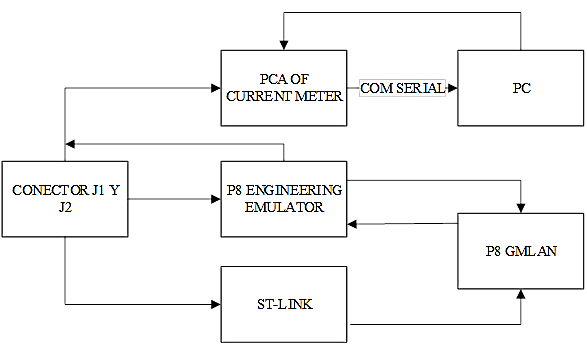 PCA OF
CURRENT METER
COM SERIAL
PC
CONECTOR J1 Y
J2
P8 ENGINEERING
EMULATOR
P8 GMLAN
ST-LINK